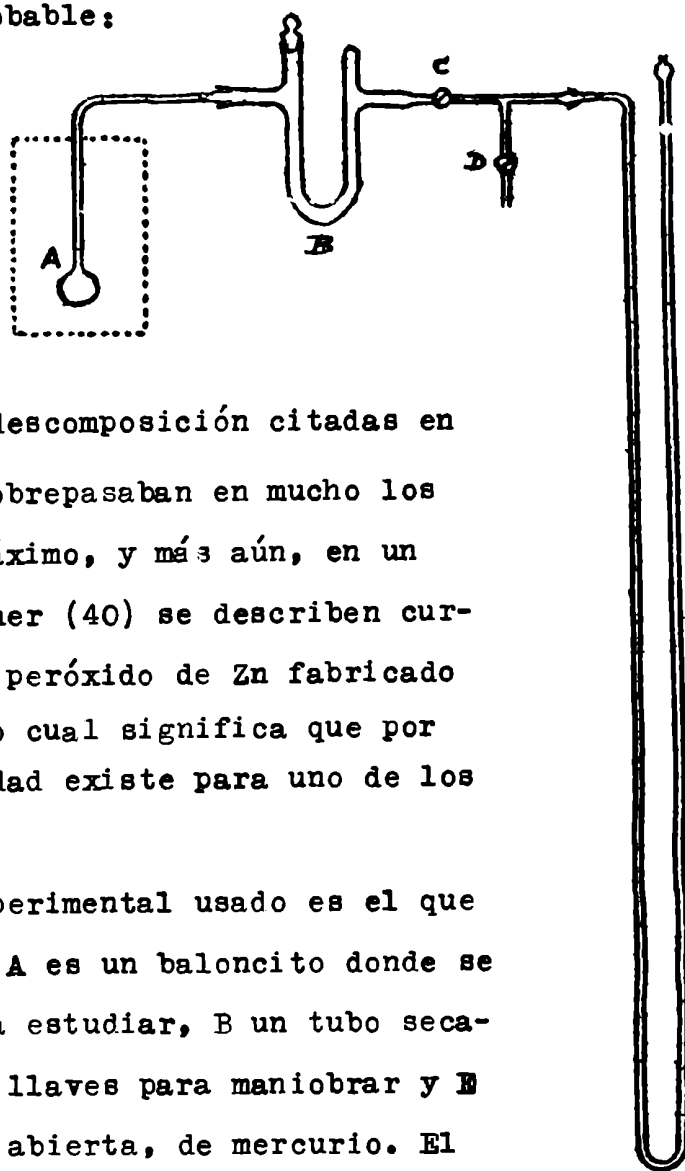 obable:
C
D
B
A
descomposición citadas en
obrepasaban en mucho los
áximo, y más aún, en un
ner (40) se describen cur-
peróxido de Zn fabricado
o cual significa que por
dad existe para uno de los
perimental usado es el que
A es un baloncito donde se
a estudiar, B un tubo seca-
llaves para maniobrar y E
abierta, de mercurio. El